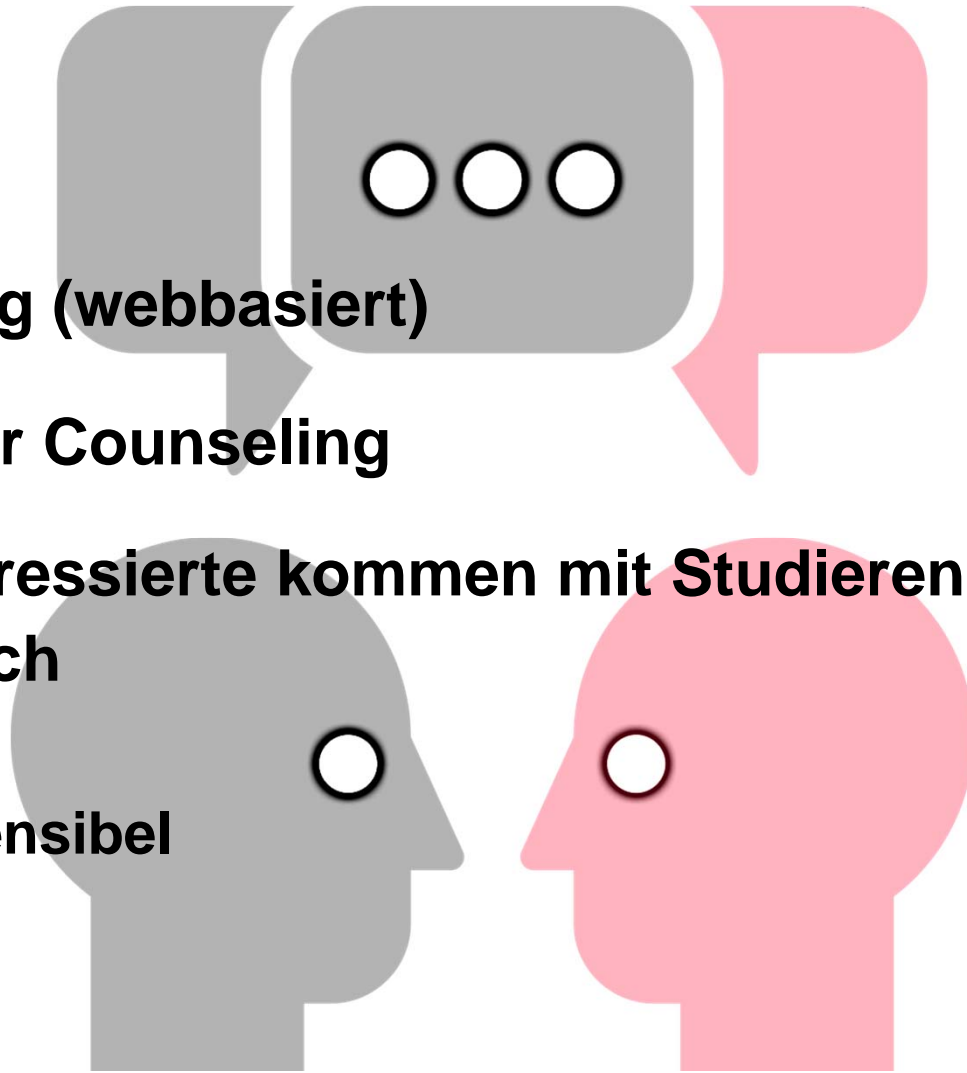 g (webbasiert)
r Counseling
ressierte kommen mit Studieren
ch
ensibel